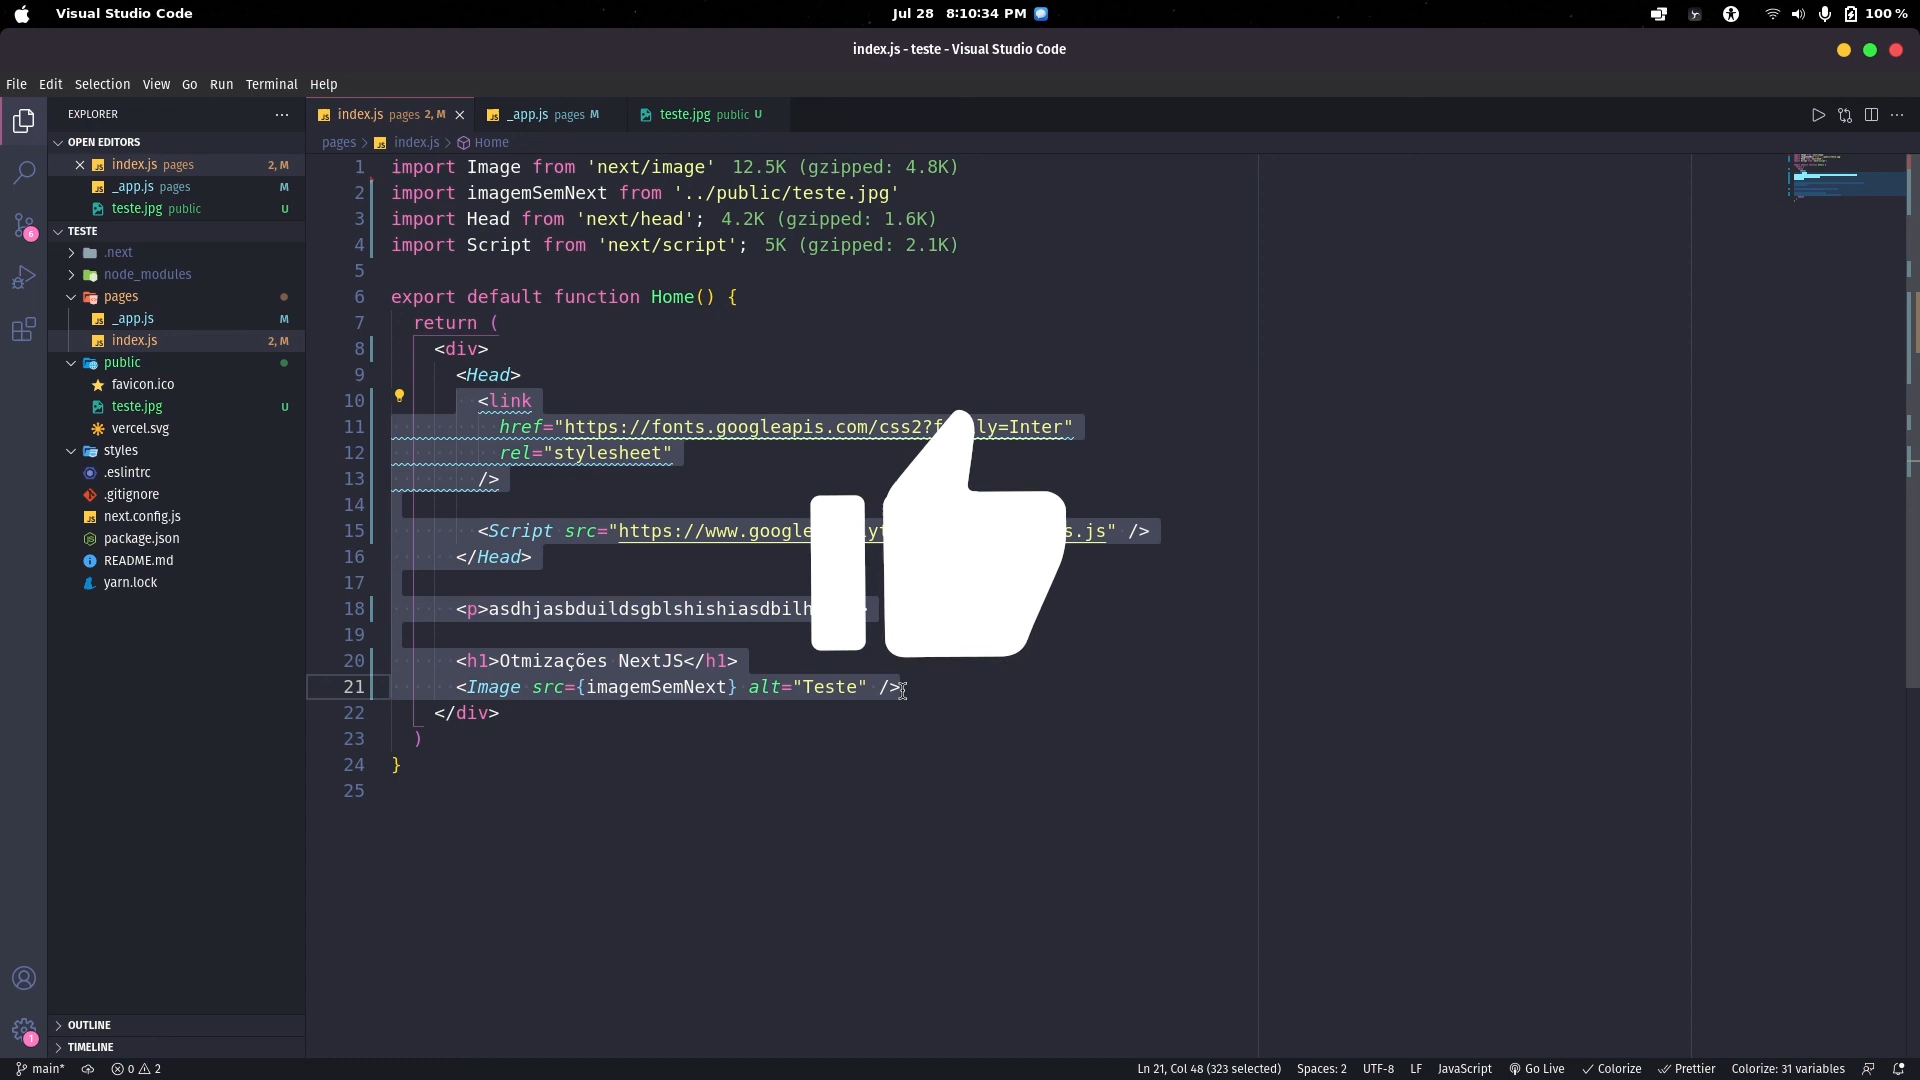 Visual Studio Code
Jul 28 8:10:34 PM
100 %
index.js - teste - Visual Studio Code
File Edit Selection View Go Run Terminal Help
EXPLORER
OPEN EDITORS
index.js pages 2, M
_app.js pages M
teste.jpg public U
TESTE
.next
node_modules
pages
_app.js M
index.js 2, M
public
favicon.ico
teste.jpg U
vercel.svg
styles
.eslintrc
.gitignore
next.config.js
package.json
README.md
yarn.lock
OUTLINE
TIMELINE
6
1
index.js pages 2, M
_app.js pages M
teste.jpg public U
pages > index.js > Home
1 import Image from 'next/image' 12.5K (gzipped: 4.8K)
2 import imagemSemNext from '../public/teste.jpg'
3 import Head from 'next/head'; 4.2K (gzipped: 1.6K)
4 import Script from 'next/script'; 5K (gzipped: 2.1K)
5
6 export default function Home() {
7 return (
8 <div>
9 <Head>
10 <link
11 href="https://fonts.googleapis.com/css2?f ly=Inter"
12 rel="stylesheet"
13 />
14
15 <Script src="https://www.google s.js" />
16 </Head>
17
18 <p>asdhjasbduildsgblshishiasdbilh
19
20 <h1>Otmizações NextJS</h1>
21 <Image src={imagemSemNext} alt="Teste" />
22 </div>
23 )
24 }
25
main* 0 2
Ln 21, Col 48 (323 selected) Spaces: 2 UTF-8 LF JavaScript Go Live Colorize Prettier Colorize: 31 variables